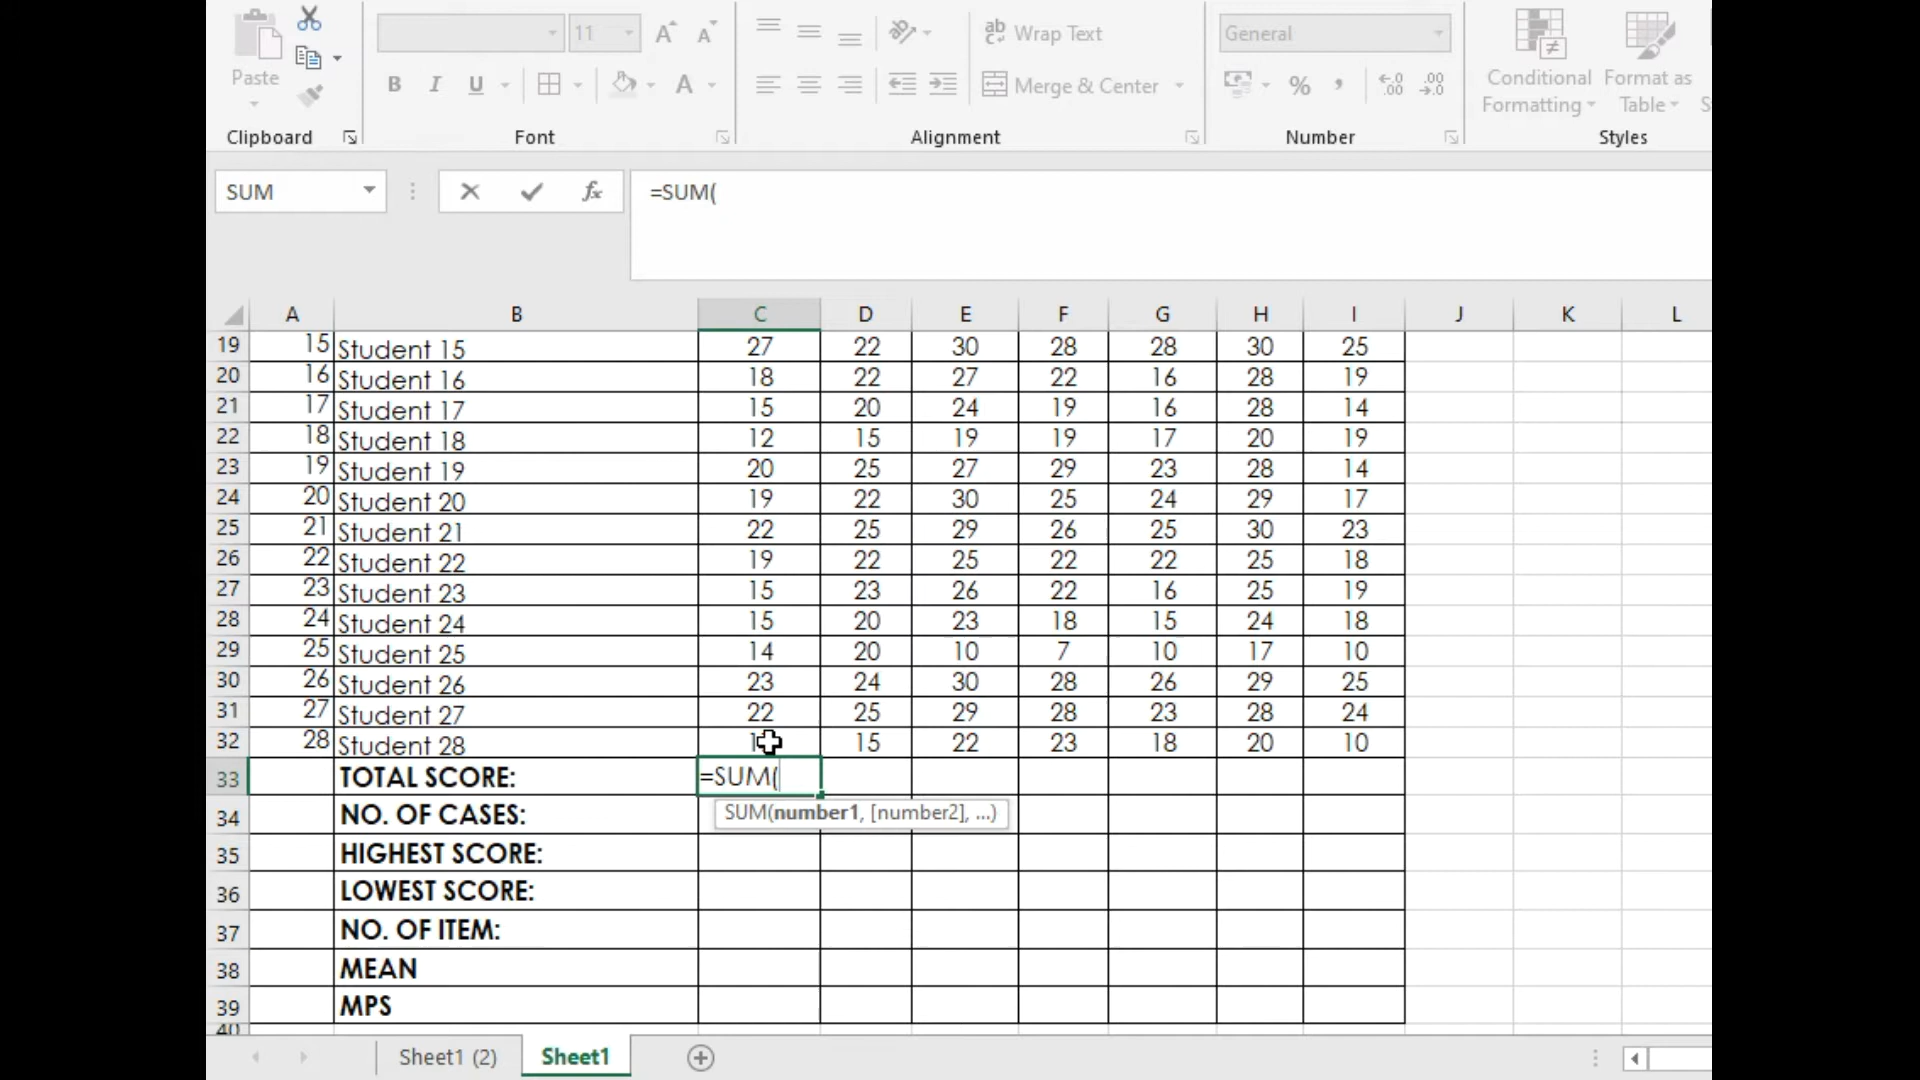 Paste
11
Wrap Text
General
B I U
Merge & Center
%
Conditional Formatting
Format as Table
Clipboard
Font
Alignment
Number
Styles
SUM
fx
=SUM(
A B C D E F G H I J K L
19 15 Student 15 27 22 30 28 28 30 25
20 16 Student 16 18 22 27 22 16 28 19
21 17 Student 17 15 20 24 19 16 28 14
22 18 Student 18 12 15 19 19 17 20 19
23 19 Student 19 20 25 27 29 23 28 14
24 20 Student 20 19 22 30 25 24 29 17
25 21 Student 21 22 25 29 26 25 30 23
26 22 Student 22 19 22 25 22 22 25 18
27 23 Student 23 15 23 26 22 16 25 19
28 24 Student 24 15 20 23 18 15 24 18
29 25 Student 25 14 20 10 7 10 17 10
30 26 Student 26 23 24 30 28 26 29 25
31 27 Student 27 22 25 29 28 23 28 24
32 28 Student 28 15 22 23 18 20 10
33 TOTAL SCORE: =SUM(
SUM(number1, [number2], ...)
34 NO. OF CASES:
35 HIGHEST SCORE:
36 LOWEST SCORE:
37 NO. OF ITEM:
38 MEAN
39 MPS
40
Sheet1 (2) Sheet1